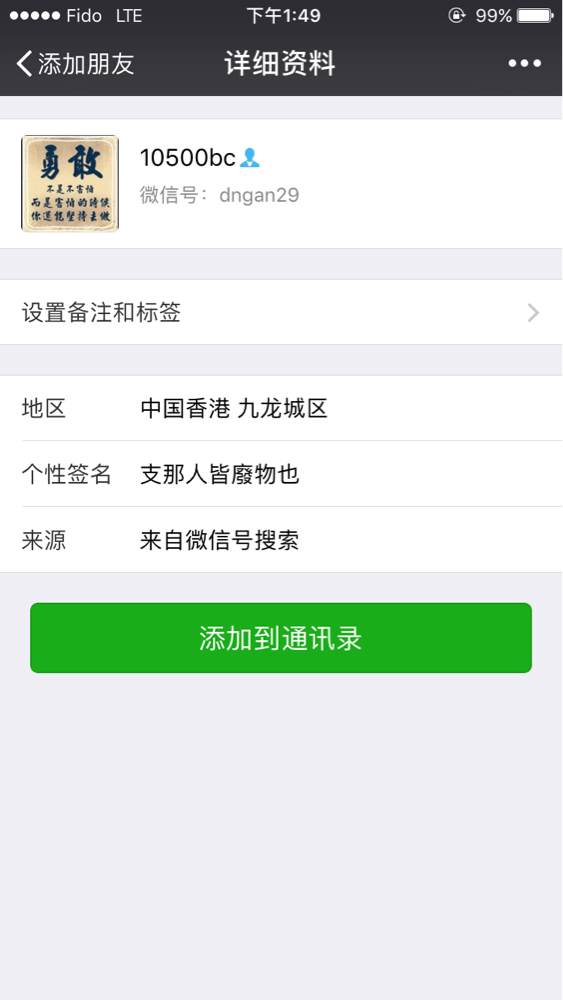 Fido LTE 下午1:49 99%
添加朋友 详细资料
勇敢
不是不害怕
而是害怕的時候
你還能堅持去做
10500bc
微信号：dngan29
设置备注和标签
地区 中国香港 九龙城区
个性签名 支那人皆廢物也
来源 来自微信号搜索
添加到通讯录